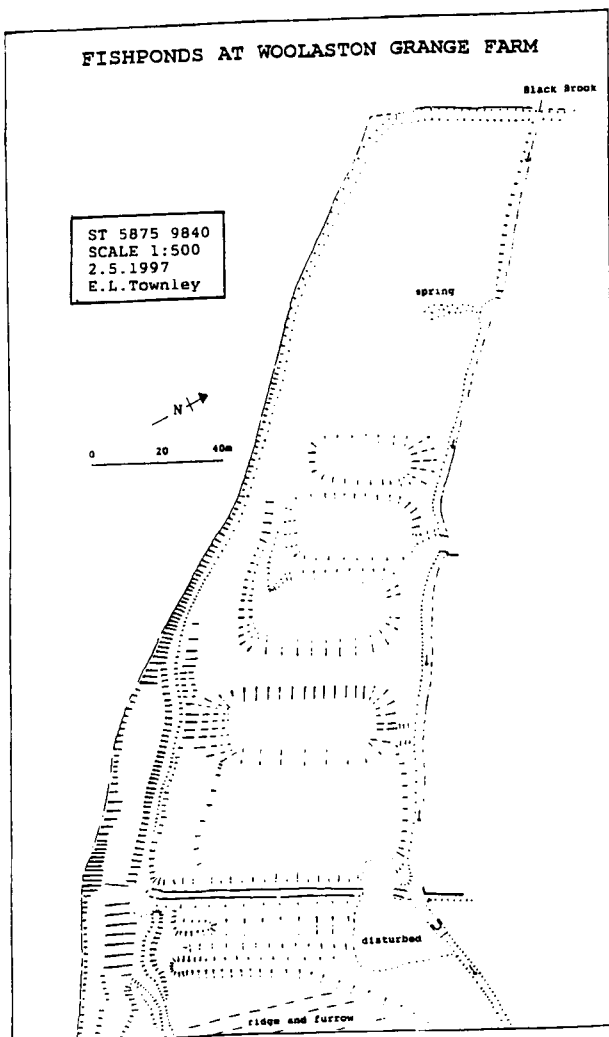 FISHPONDS AT WOOLASTON GRANGE FARM
Black Brook
ST 5875 9840
SCALE 1:500
2.5.1997
E.L.Townley
spring
N
0 20 40m
disturbed
ridge and furrow